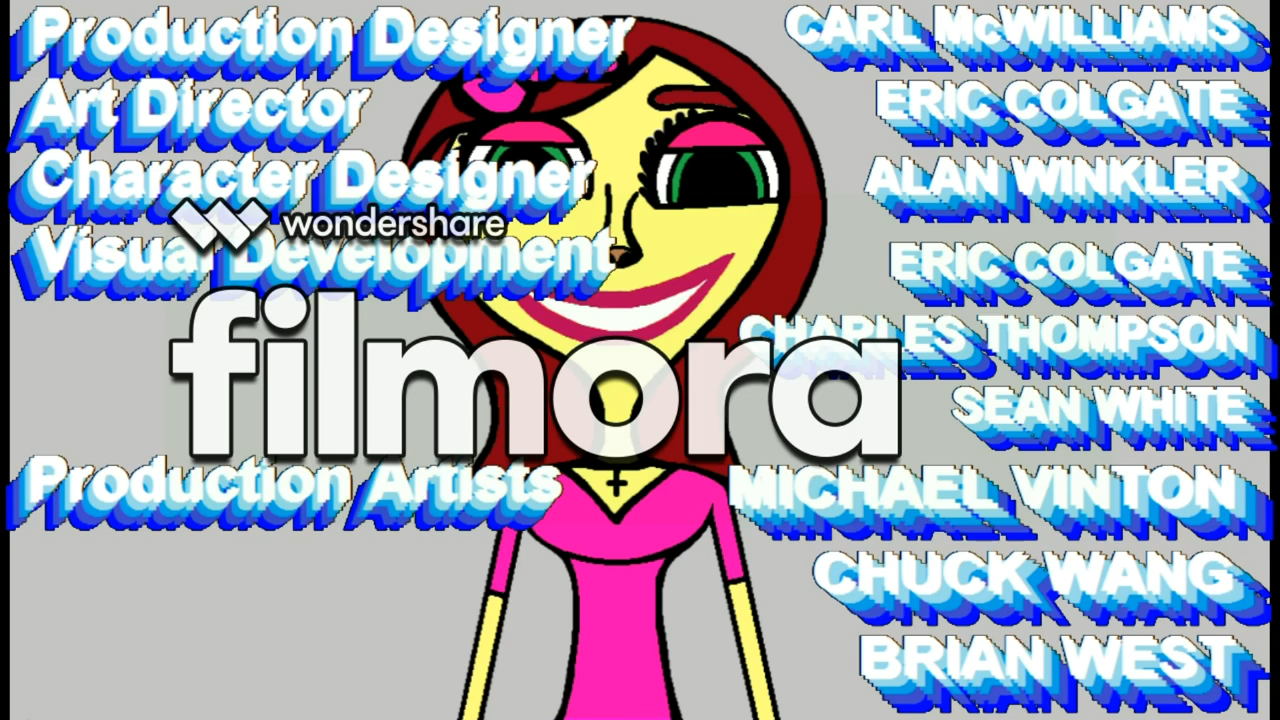 Production Designer CARL McWILLIAMS
Art Director ERIC COLGATE
Character Designer ALAN WINKLER
wondershare
Visual Development ERIC COLGATE
CHARLES THOMPSON
filmora
SEAN WHITE
Production Artists MICHAEL VINTON
CHUCK WANG
BRIAN WEST